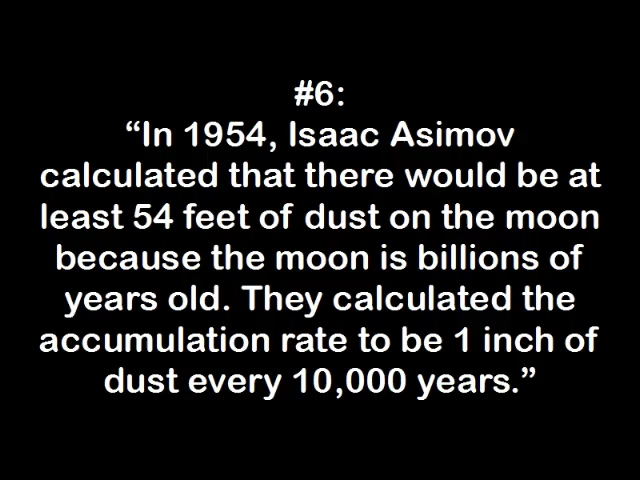 #6:
“In 1954, Isaac Asimov
calculated that there would be at
least 54 feet of dust on the moon
because the moon is billions of
years old. They calculated the
accumulation rate to be 1 inch of
dust every 10,000 years.”